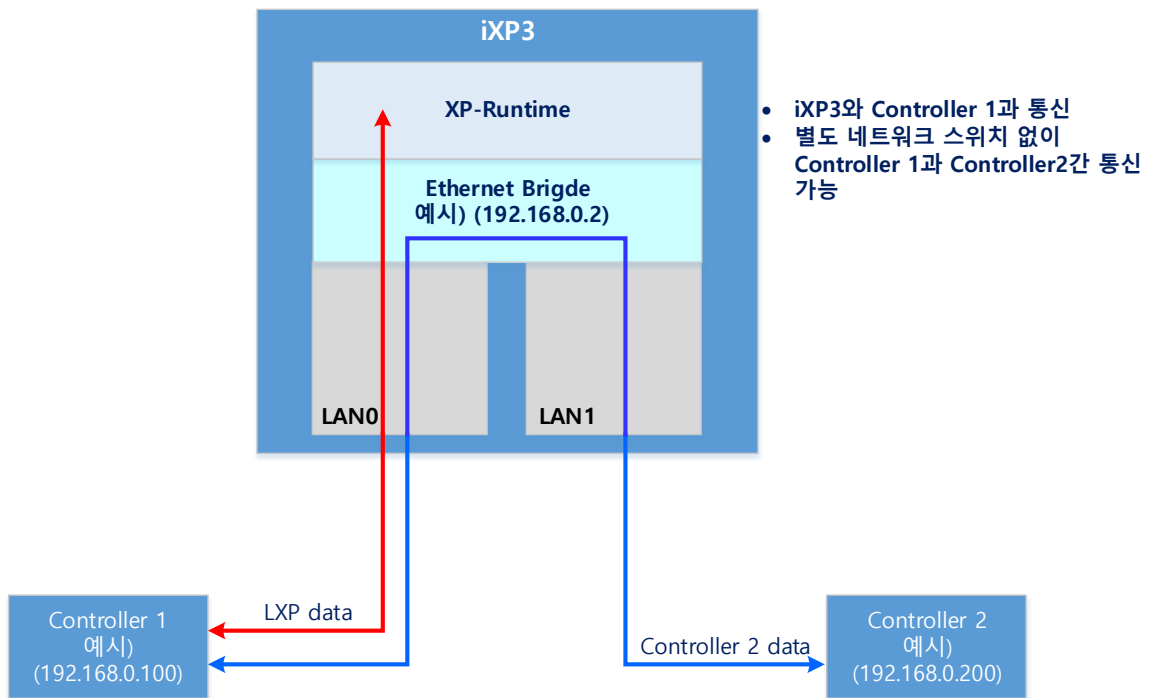 iXP3
XP-Runtime
Ethernet Brigde
예시) (192.168.0.2)
LAN0
LAN1
• iXP3와 Controller 1과 통신
• 별도 네트워크 스위치 없이
Controller 1과 Controller2간 통신
가능
LXP data
Controller 1
예시)
(192.168.0.100)
Controller 2 data
Controller 2
예시)
(192.168.0.200)